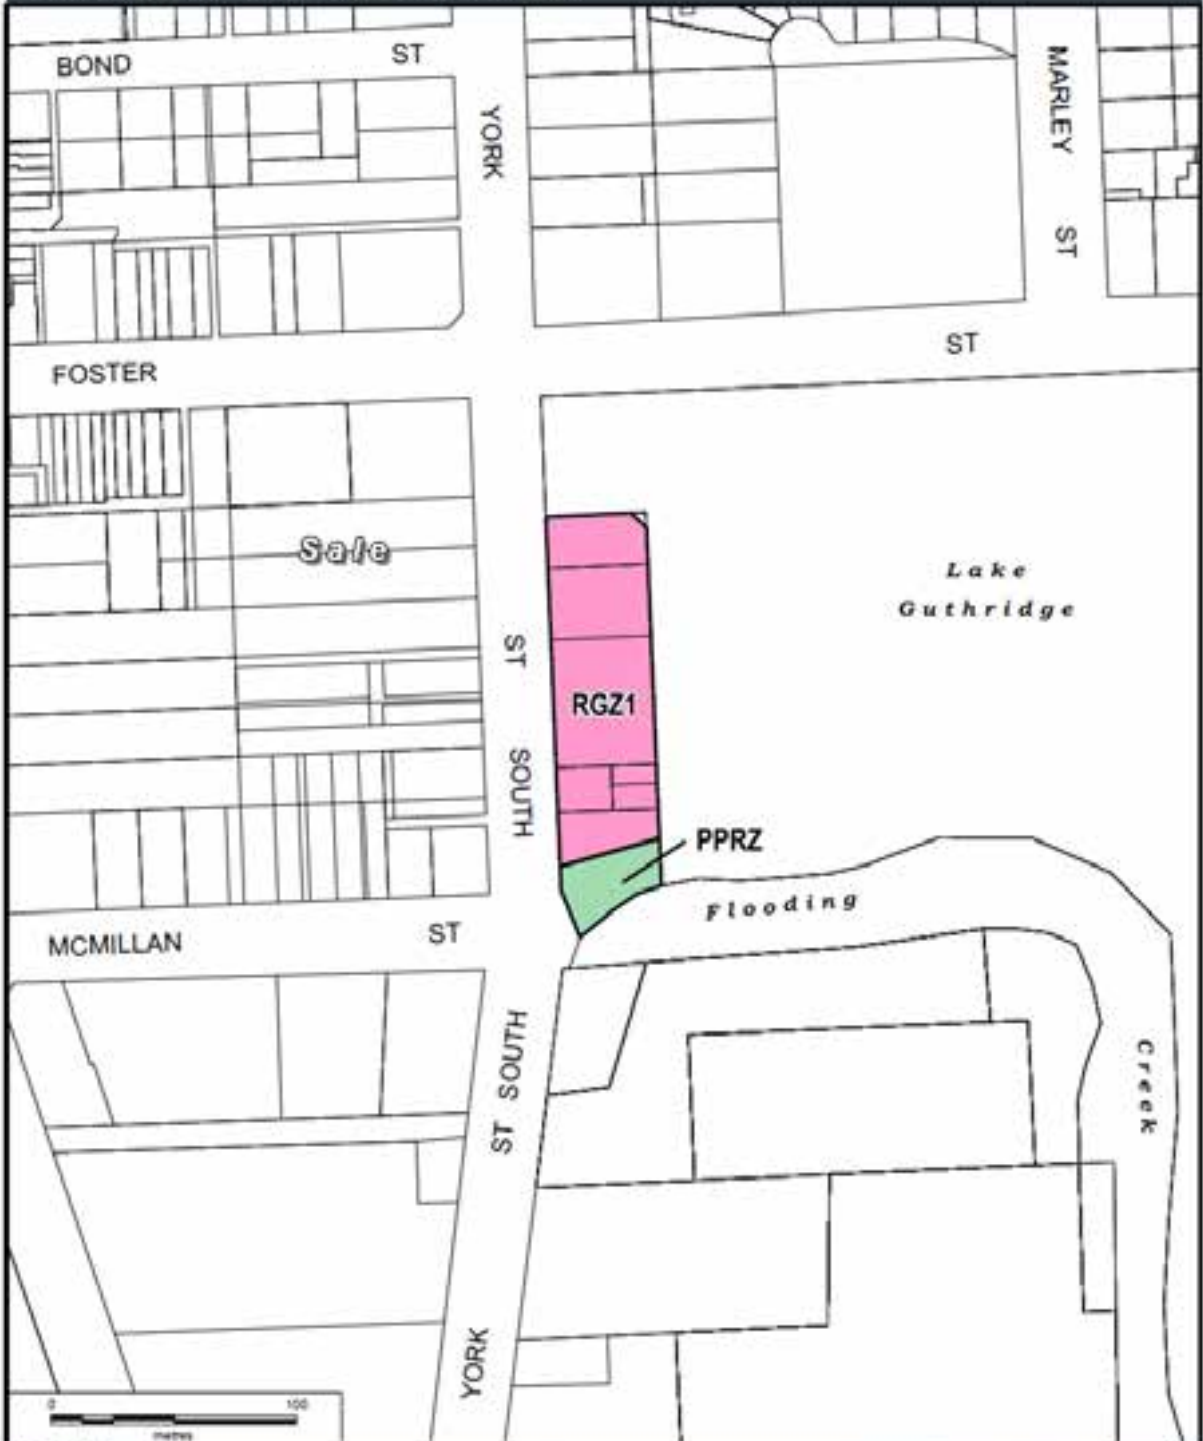 BOND ST
YORK
MARLEY ST
FOSTER ST
Sale
Lake
Guthridge
ST SOUTH
RGZ1
PPRZ
Flooding
MCMILLAN ST
Creek
ST SOUTH
YORK
0 100
metres